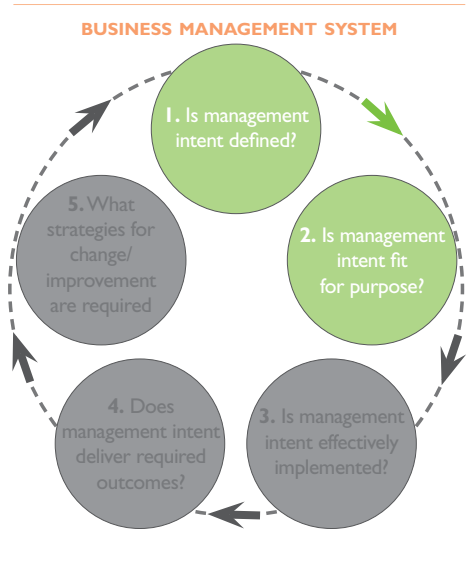 BUSINESS MANAGEMENT SYSTEM
1. Is management
intent defined?
2. Is management
intent fit
for purpose?
3. Is management
intent effectively
implemented?
4. Does
management intent
deliver required
outcomes?
5. What
strategies for
change/
improvement
are required